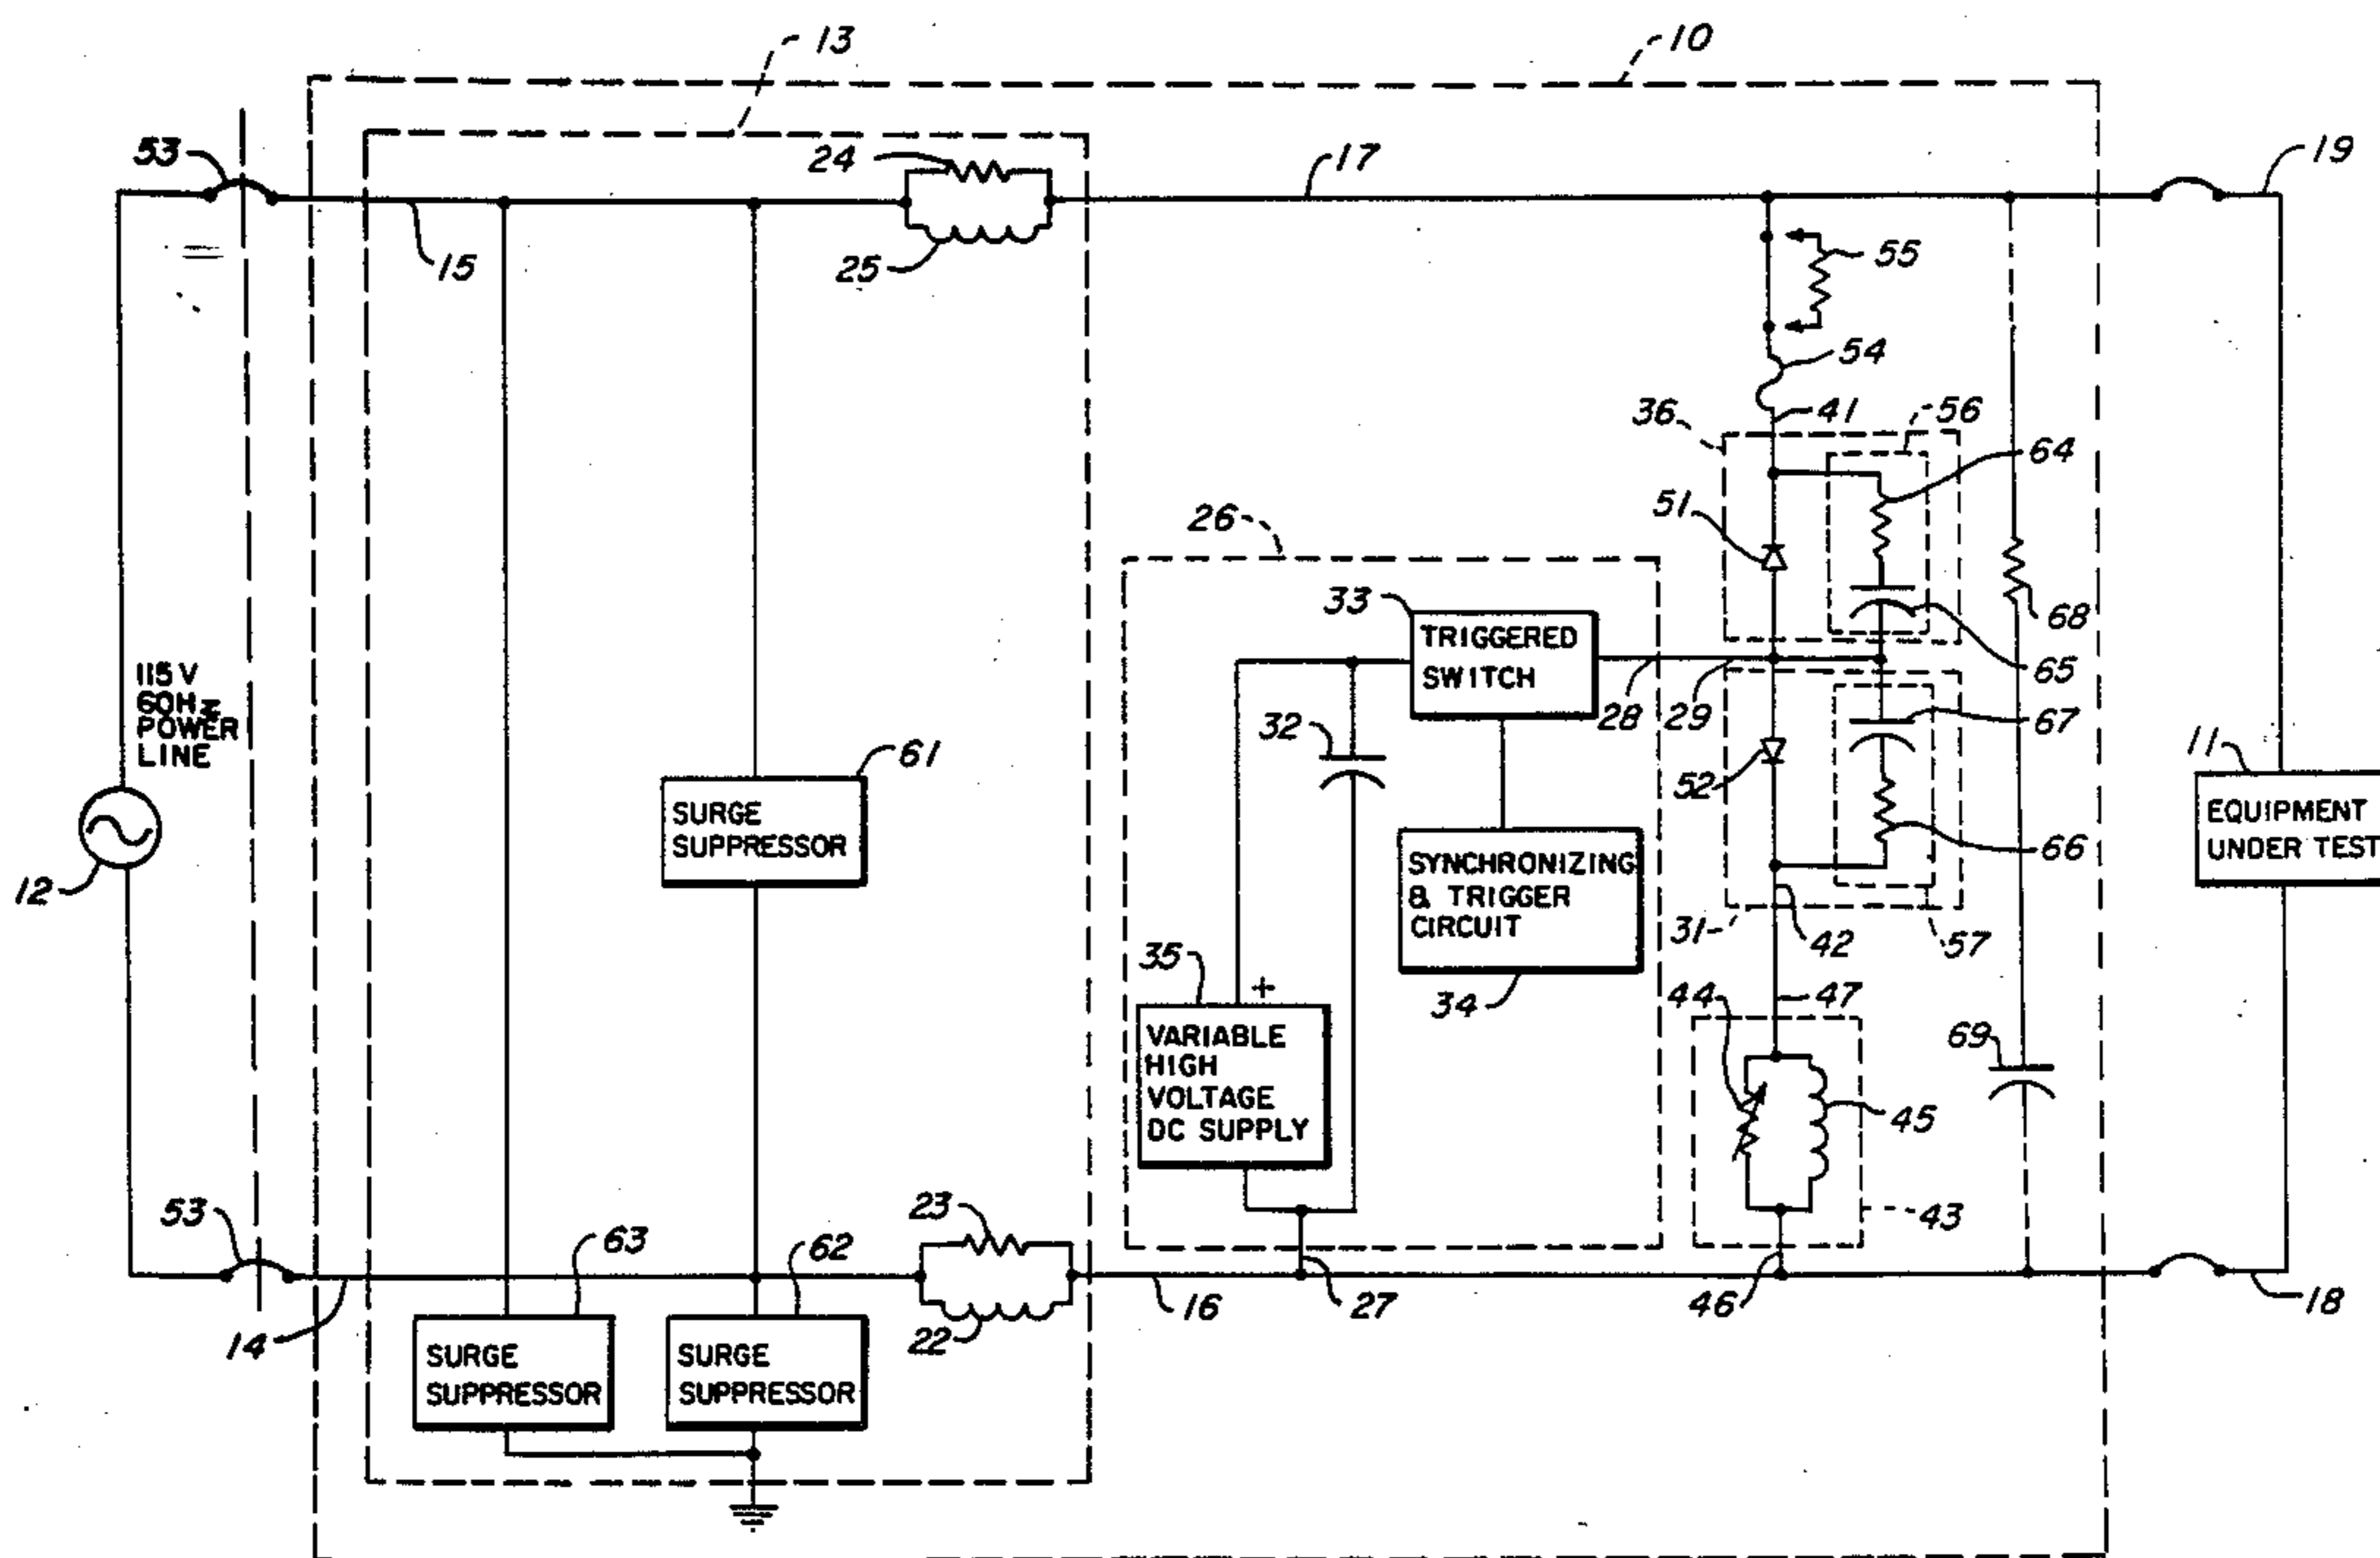 13
10
53
24
17
19
15
25
55
54
36
41
56
64
51
26
33
TRIGGERED
SWITCH
68
65
115 V
60Hz
POWER
LINE
28
29
32
67
61
11
52
SURGE
SUPPRESSOR
EQUIPMENT
UNDER TEST
12
SYNCHRONIZING
& TRIGGER
CIRCUIT
66
31
42
57
35
+
34
44
47
VARIABLE
HIGH
VOLTAGE
DC SUPPLY
69
45
53
23
43
63
62
14
22
16
27
46
18
SURGE
SUPPRESSOR
SURGE
SUPPRESSOR